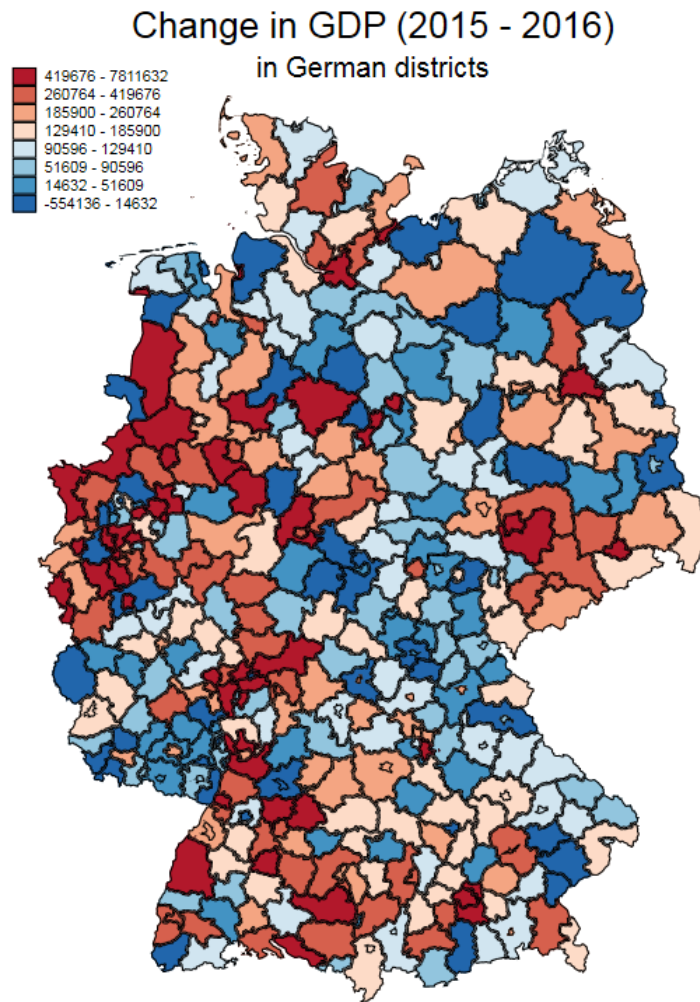 Change in GDP (2015 - 2016)
in German districts
419676 - 7811632
260764 - 419676
185900 - 260764
129410 - 185900
90596 - 129410
51609 - 90596
14632 - 51609
-554136 - 14632